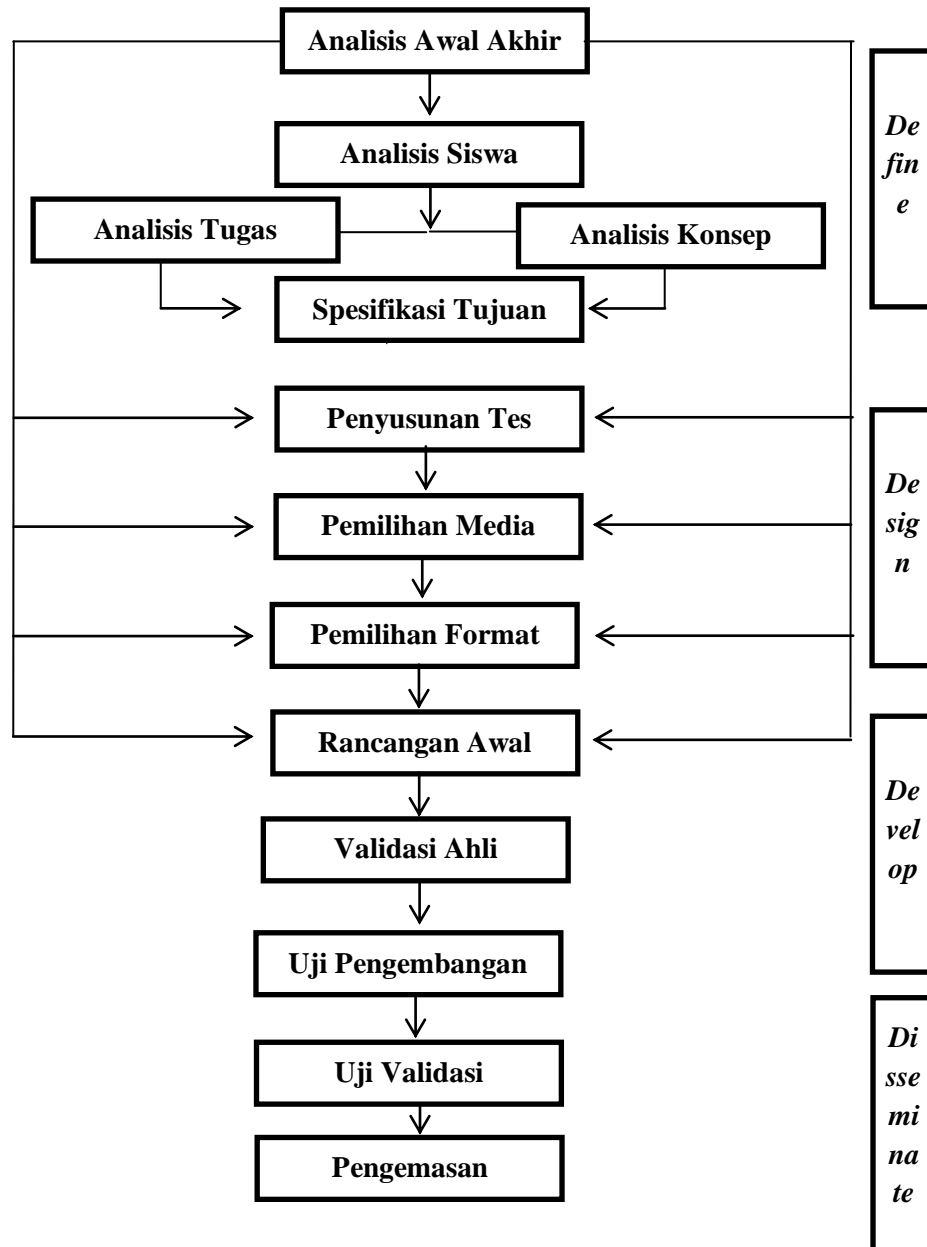 Analisis Awal Akhir
Analisis Siswa
Analisis Tugas
Analisis Konsep
Spesifikasi Tujuan
Penyusunan Tes
Pemilihan Media
Pemilihan Format
Rancangan Awal
Validasi Ahli
Uji Pengembangan
Uji Validasi
Pengemasan
De
fin
e
De
sig
n
De
vel
op
Di
sse
mi
na
te